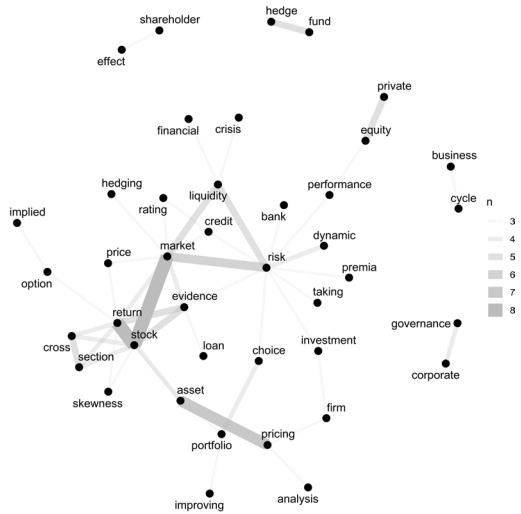 hedge
shareholder
fund
effect
private
financial
crisis
equity
business
hedging
liquidity
performance
rating
cycle
n
implied
credit
bank
3
market
dynamic
4
price
risk
5
option
premia
6
evidence
taking
7
return
8
stock
governance
cross
loan
choice
investment
section
corporate
asset
skewness
firm
portfolio
pricing
improving
analysis